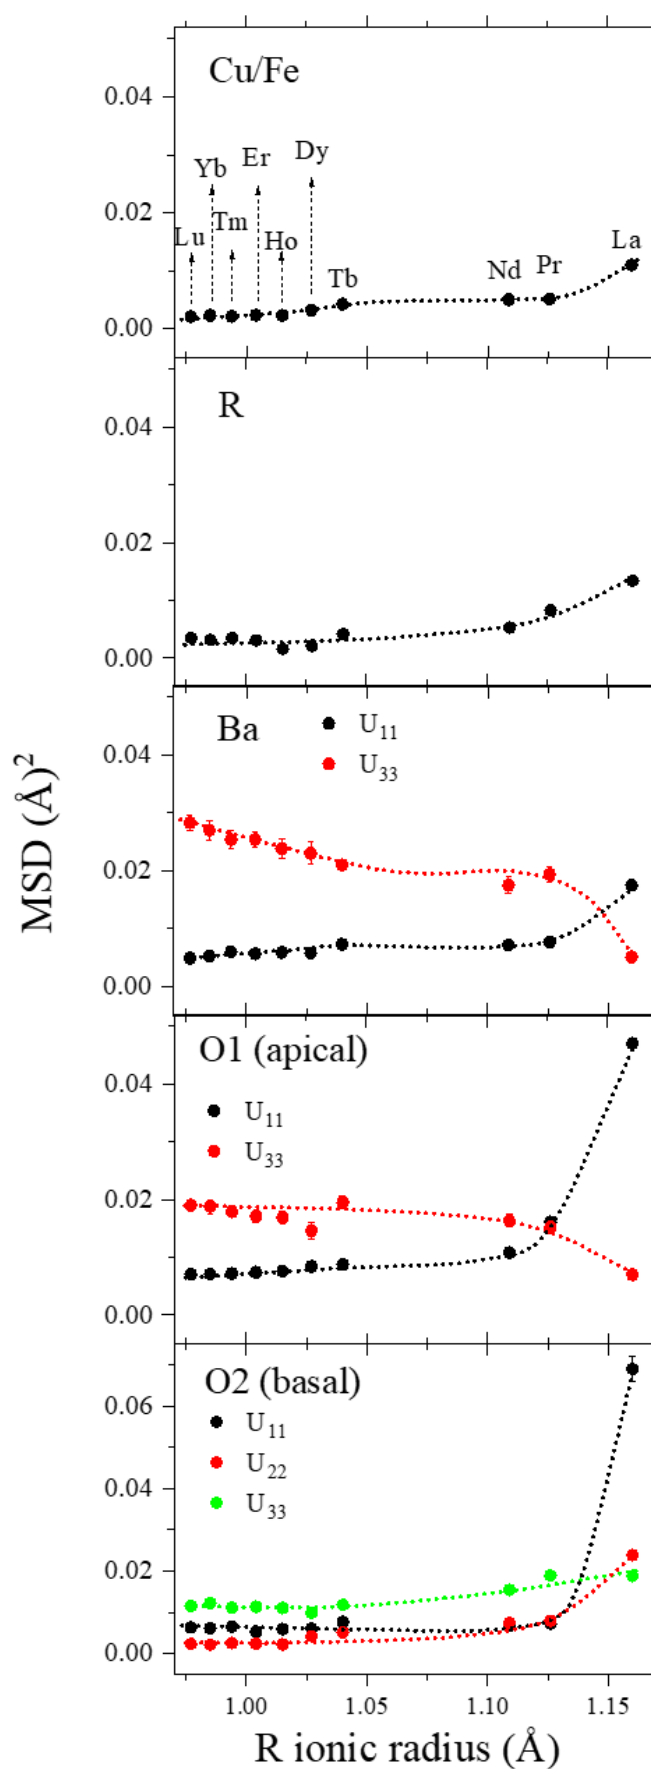 Cu/Fe
0.04
Yb Er Dy
0.02
Lu Tm Ho Tb Nd Pr La
0.00
R
0.04
0.02
0.00
Ba
U11
U33
0.04
0.02
0.00
MSD (Å)2
O1 (apical)
U11
U33
0.04
0.02
0.00
O2 (basal)
U11
U22
U33
0.06
0.04
0.02
0.00
1.00 1.05 1.10 1.15
R ionic radius (Å)